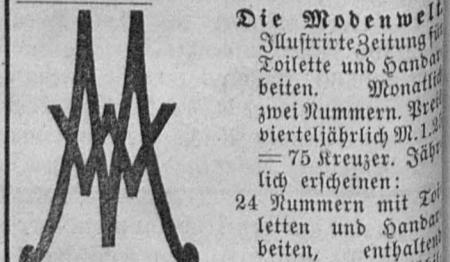 Die Modenwelt.
Illustrirte Zeitung für
Toilette und Handar
beiten. Monatlich
zwei Nummern. Preis
vierteljährlich M. 1.25
= 75 Kreuzer. Jähr
lich erscheinen:
24 Nummern mit Toi
letten und Handar
beiten, enthaltend